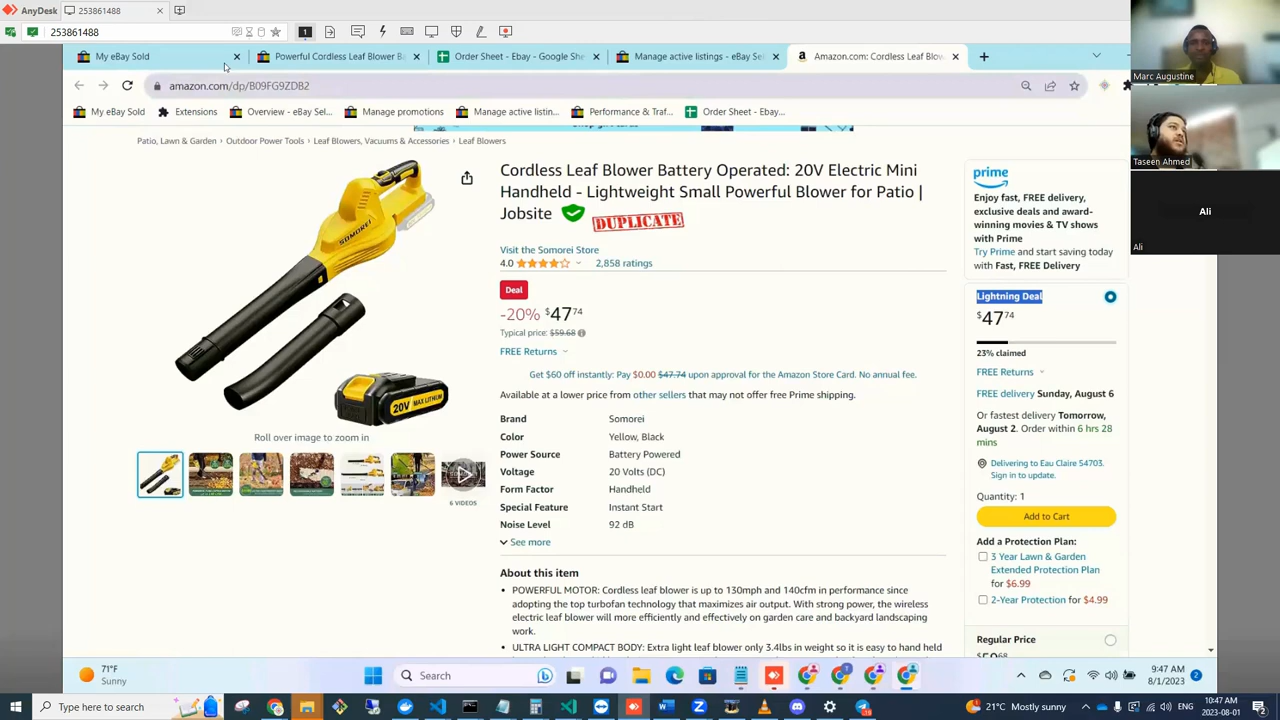 AnyDesk
253861488
253861488
1
My eBay Sold
Powerful Cordless Leaf Blower Ba
Order Sheet - Ebay - Google She
Manage active listings - eBay Sel
Amazon.com: Cordless Leaf Blow
amazon.com/dp/B09FG9ZDB2
My eBay Sold
Extensions
Overview - eBay Sel...
Manage promotions
Manage active listin...
Performance & Traf...
Order Sheet - Ebay...
Patio, Lawn & Garden › Outdoor Power Tools › Leaf Blowers, Vacuums & Accessories › Leaf Blowers
SOMOREI
20V MAX LITHIUM
Roll over image to zoom in
6 VIDEOS
Cordless Leaf Blower Battery Operated: 20V Electric Mini
Handheld - Lightweight Small Powerful Blower for Patio |
Jobsite
DUPLICATE
Visit the Somorei Store
4.0
2,858 ratings
Deal
-20% $47 74
Typical price: $59.68
FREE Returns
Get $60 off instantly: Pay $0.00 $47.74 upon approval for the Amazon Store Card. No annual fee.
Available at a lower price from other sellers that may not offer free Prime shipping.
Brand Somorei
Color Yellow, Black
Power Source Battery Powered
Voltage 20 Volts (DC)
Form Factor Handheld
Special Feature Instant Start
Noise Level 92 dB
See more
About this item
• POWERFUL MOTOR: Cordless leaf blower is up to 130mph and 140cfm in performance since
adopting the top turbofan technology that maximizes air output. With strong power, the wireless
electric leaf blower will more efficiently and effectively on garden care and backyard landscaping
work.
• ULTRA LIGHT COMPACT BODY: Extra light leaf blower only 3.4lbs in weight so it is easy to hand held
prime
Enjoy fast, FREE delivery,
exclusive deals and award-
winning movies & TV shows
with Prime
Try Prime and start saving today
with Fast, FREE Delivery
Lightning Deal
$47 74
23% claimed
FREE Returns
FREE delivery Sunday, August 6
Or fastest delivery Tomorrow,
August 2. Order within 6 hrs 28
mins
Delivering to Eau Claire 54703.
Sign in to update.
Quantity: 1
Add to Cart
Add a Protection Plan:
3 Year Lawn & Garden
Extended Protection Plan
for $6.99
2-Year Protection for $4.99
Regular Price
Marc Augustine
Taseen Ahmed
Ali
Ali
71°F
Sunny
Search
9:47 AM
8/1/2023
2
Type here to search
21°C Mostly sunny
ENG
10:47 AM
2023-08-01